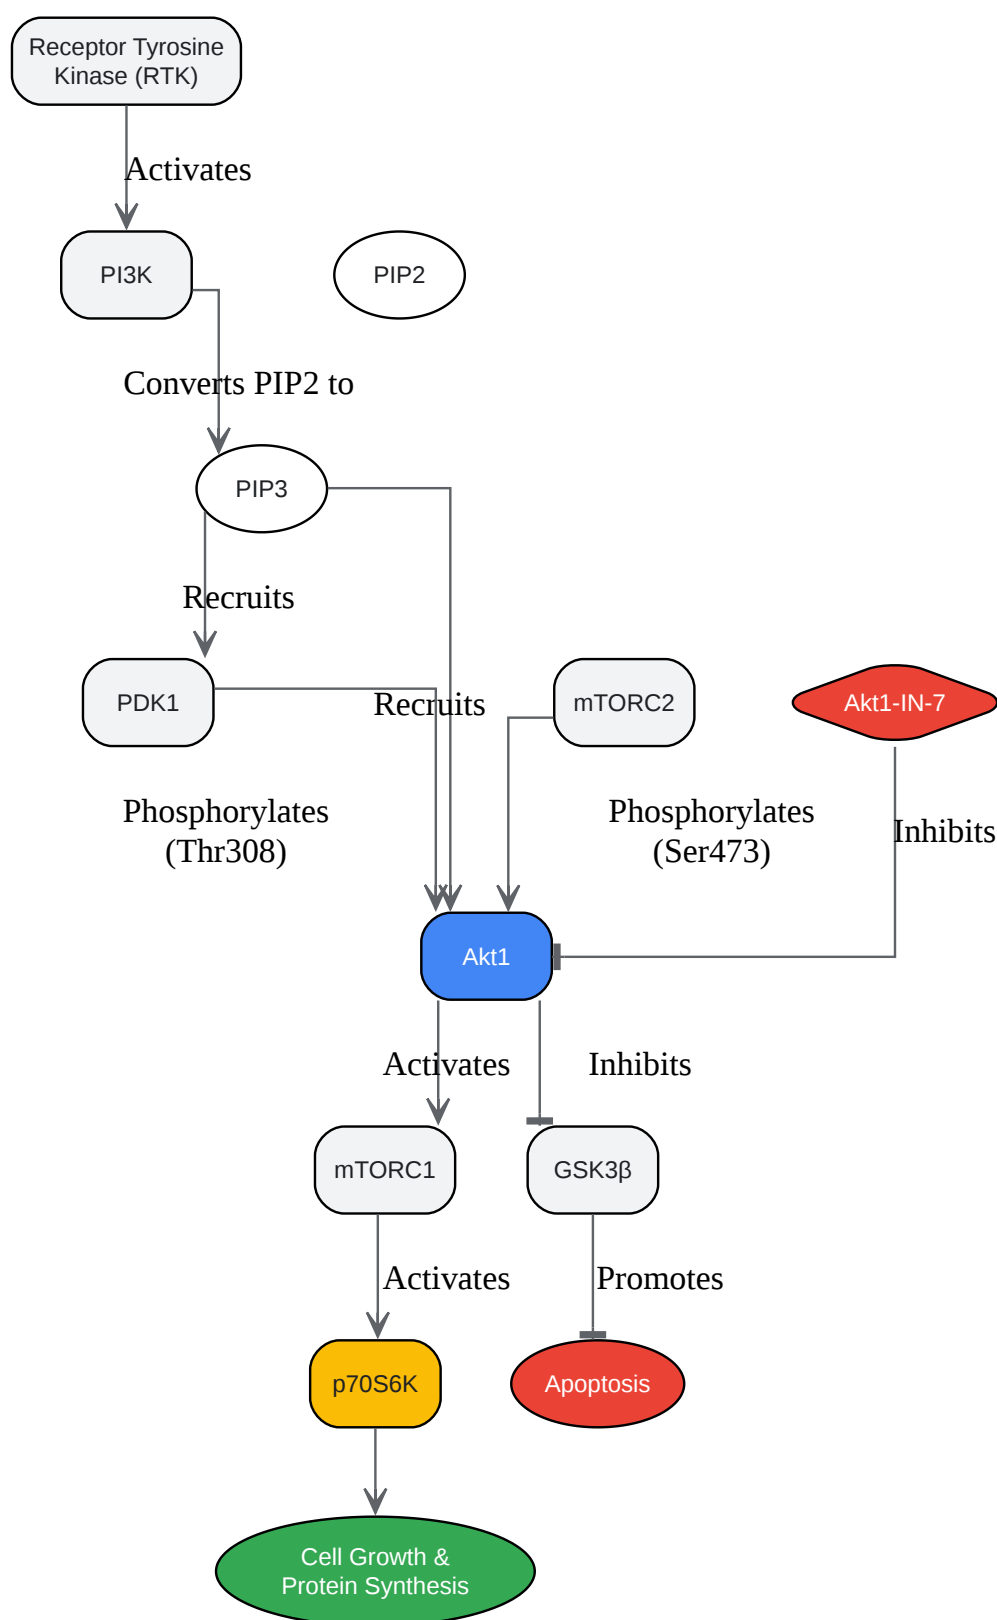 Receptor Tyrosine
Kinase (RTK)
Activates
PI3K
PIP2
Converts PIP2 to
PIP3
Recruits
PDK1
Recruits
mTORC2
Akt1-IN-7
Phosphorylates
(Thr308)
Phosphorylates
(Ser473)
Inhibits
Akt1
Activates
Inhibits
mTORC1
GSK3β
Activates
Promotes
p70S6K
Apoptosis
Cell Growth &
Protein Synthesis